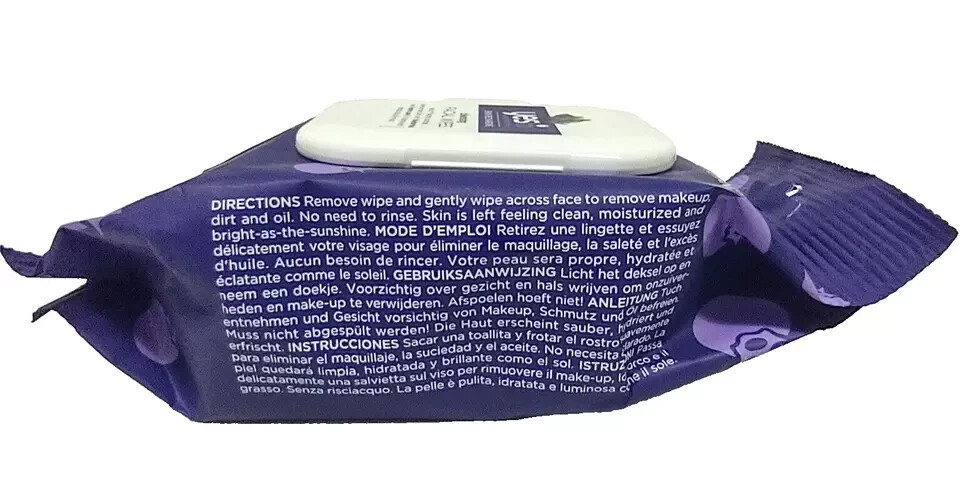 yes!
DIRECTIONS Remove wipe and gently wipe across face to remove makeup,
dirt and oil. No need to rinse. Skin is left feeling clean, moisturized and
bright-as-the-sunshine. MODE D'EMPLOI Retirez une lingette et essuyez
délicatement votre visage pour éliminer le maquillage, la saleté et l'excès
d'huile. Aucun besoin de rincer. Votre peau sera propre, hydratée et
éclatante comme le soleil. GEBRUIKSAANWIJZING Licht het deksel op en
neem een doekje. Voorzichtig over gezicht en hals wrijven om onzuiver-
heden en make-up te verwijderen. Afspoelen hoeft niet! ANLEITUNG Tuch
entnehmen und Gesicht vorsichtig von Makeup, Schmutz und Öl befreien.
Muss nicht abgespült werden! Die Haut erscheint sauber, und
erfrischt. INSTRUCCIONES Sacar una toallita y frotar el rostro
para eliminar el maquillaje, la suciedad y el aceite. No necesita La
piel quedará limpia, hidratada y brillante como el sol. Passa
delicatamente una salvietta sul viso per rimuovere il make-up, e il
grasso. Senza risciacquo. La pelle è pulita, idratata e luminosa il sole.